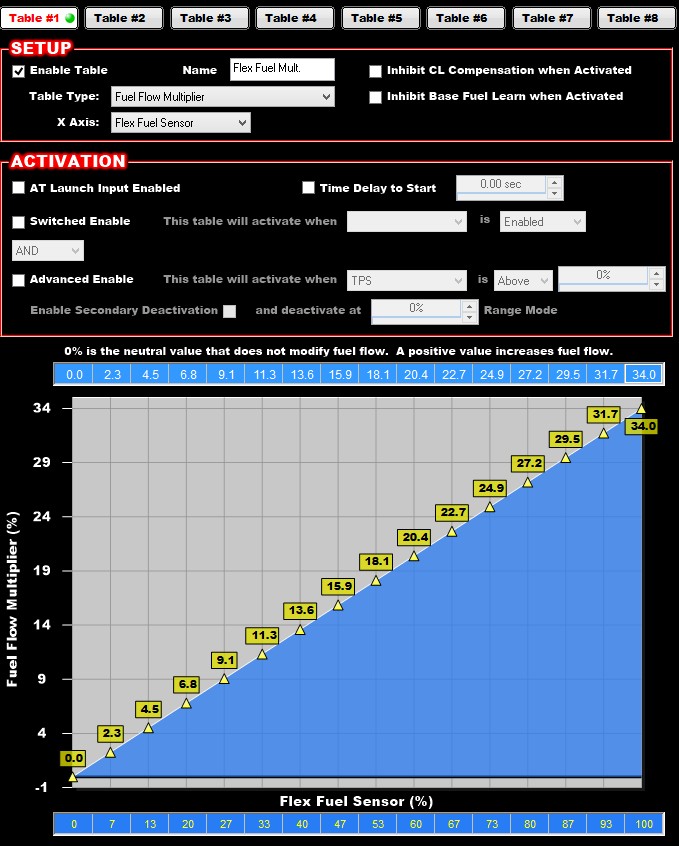 Table #1 Table #2 Table #3 Table #4 Table #5 Table #6 Table #7 Table #8
SETUP
Enable Table Name Flex Fuel Mult. Inhibit CL Compensation when Activated
Table Type: Fuel Flow Multiplier Inhibit Base Fuel Learn when Activated
X Axis: Flex Fuel Sensor
ACTIVATION
AT Launch Input Enabled Time Delay to Start 0.00 sec
Switched Enable This table will activate when is Enabled
AND
Advanced Enable This table will activate when TPS is Above 0%
Enable Secondary Deactivation and deactivate at 0% Range Mode
0% is the neutral value that does not modify fuel flow. A positive value increases fuel flow.
0.0 2.3 4.5 6.8 9.1 11.3 13.6 15.9 18.1 20.4 22.7 24.9 27.2 29.5 31.7 34.0
Fuel Flow Multiplier (%)
34
29
24
19
14
9
4
-1
0.0
2.3
4.5
6.8
9.1
11.3
13.6
15.9
18.1
20.4
22.7
24.9
27.2
29.5
31.7
34.0
Flex Fuel Sensor (%)
0 7 13 20 27 33 40 47 53 60 67 73 80 87 93 100